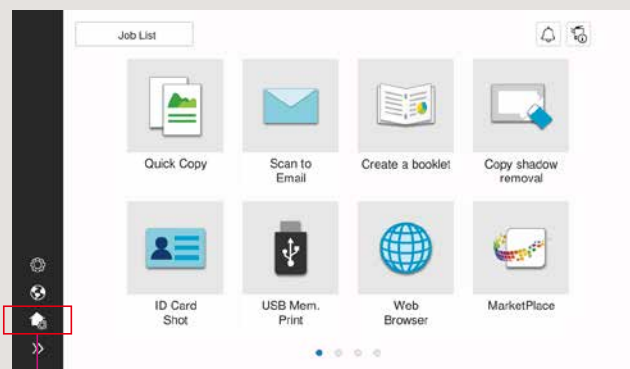 Job List
Quick Copy
Scan to
Email
Create a booklet
Copy shadow
removal
ID Card
Shot
USB Mem.
Print
Web
Browser
MarketPlace